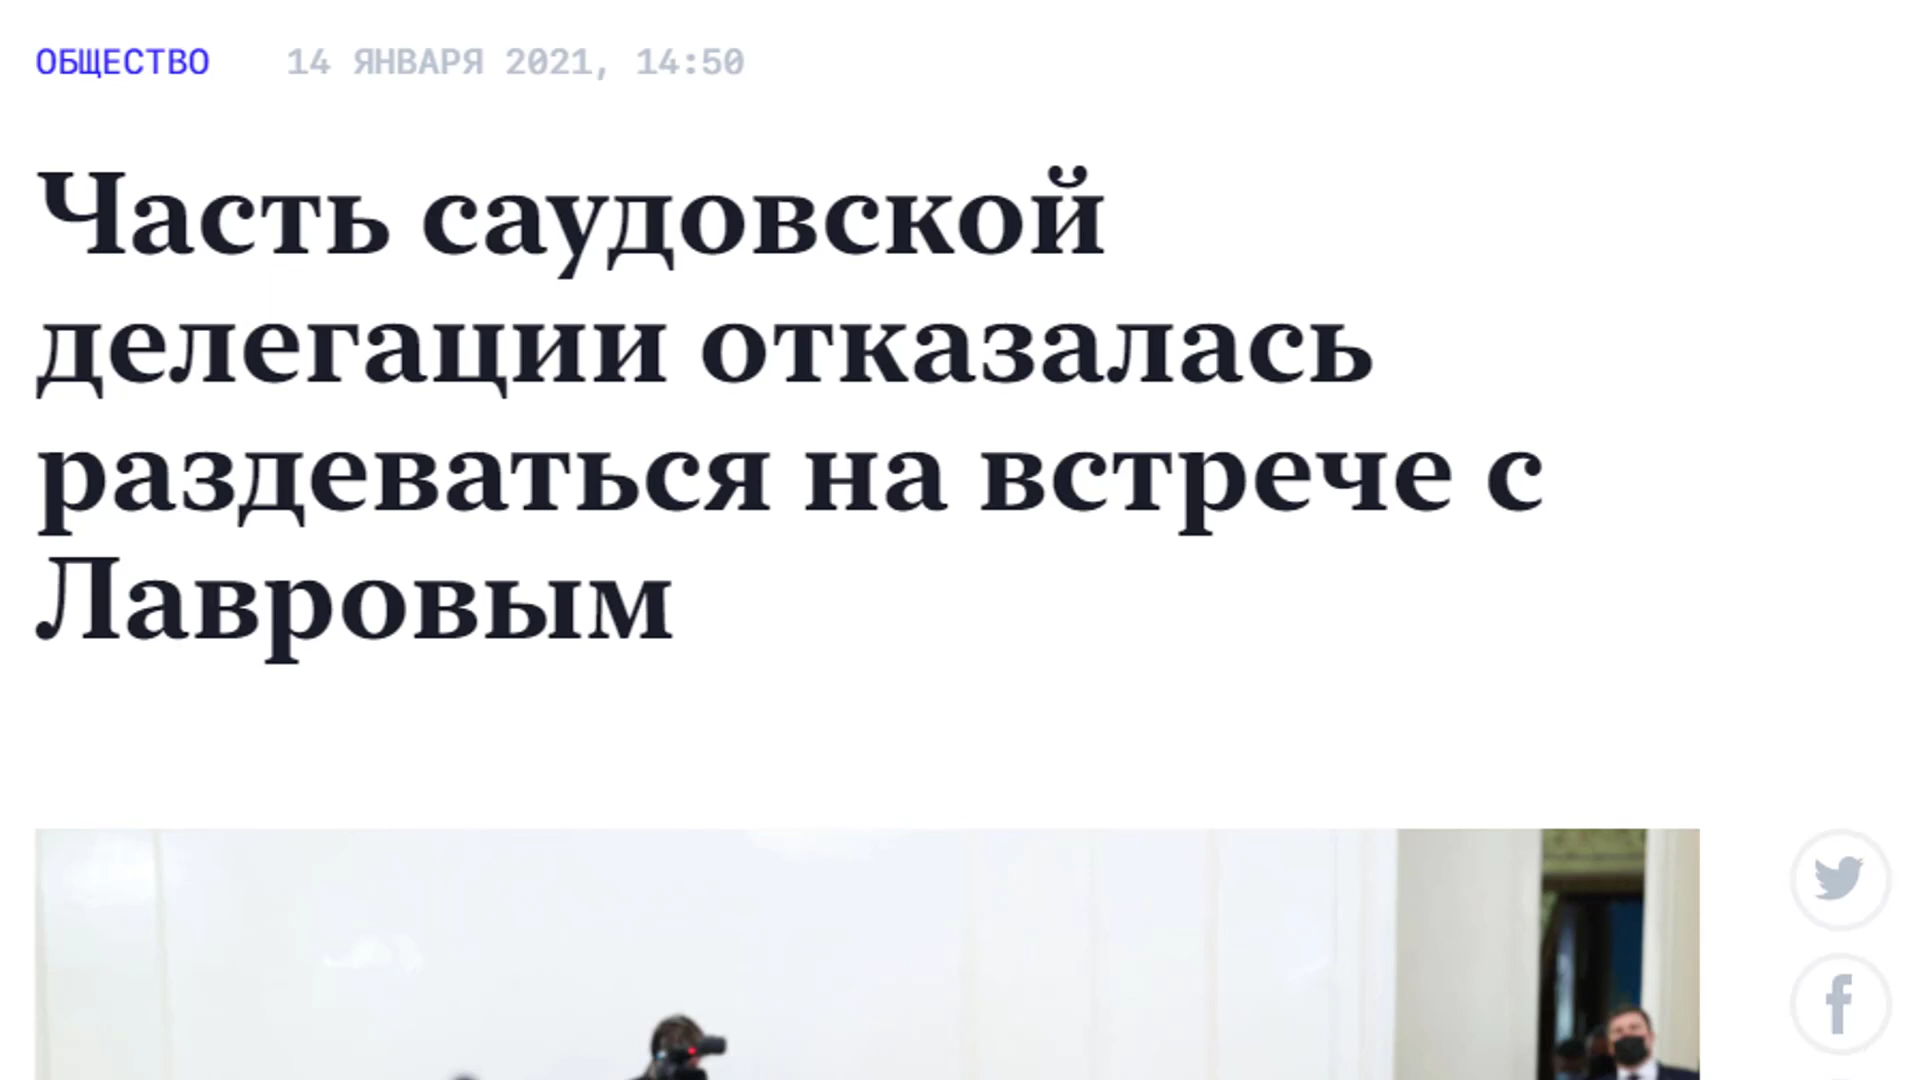 ОБЩЕСТВО 14 ЯНВАРЯ 2021, 14:50
Часть саудовской
делегации отказалась
раздеваться на встрече с
Лавровым